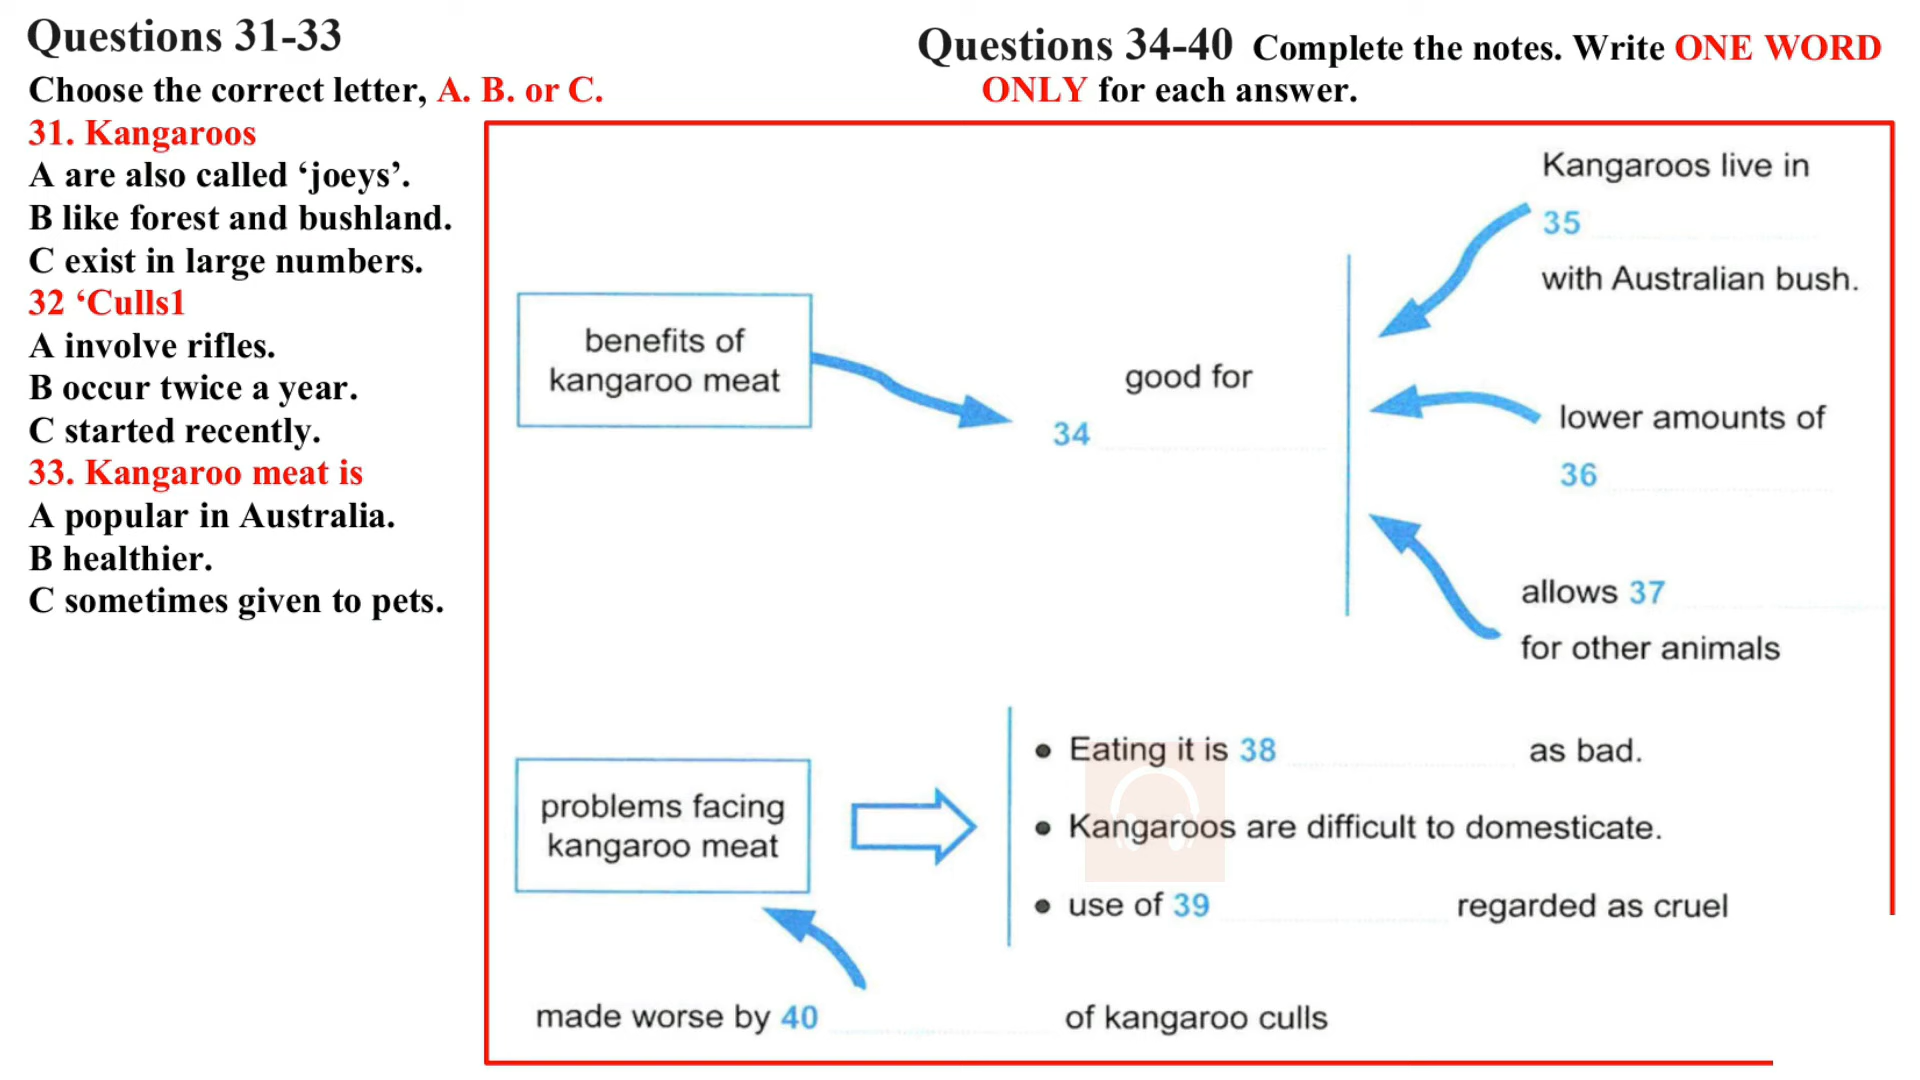 Questions 31-33
Choose the correct letter, A. B. or C.
31. Kangaroos
A are also called ‘joeys’.
B like forest and bushland.
C exist in large numbers.
32 ‘Culls1
A involve rifles.
B occur twice a year.
C started recently.
33. Kangaroo meat is
A popular in Australia.
B healthier.
C sometimes given to pets.
Questions 34-40 Complete the notes. Write ONE WORD
ONLY for each answer.
benefits of
kangaroo meat
good for
34
Kangaroos live in
35
with Australian bush.
lower amounts of
36
allows 37
for other animals
problems facing
kangaroo meat
• Eating it is 38 as bad.
• Kangaroos are difficult to domesticate.
• use of 39 regarded as cruel
made worse by 40 of kangaroo culls